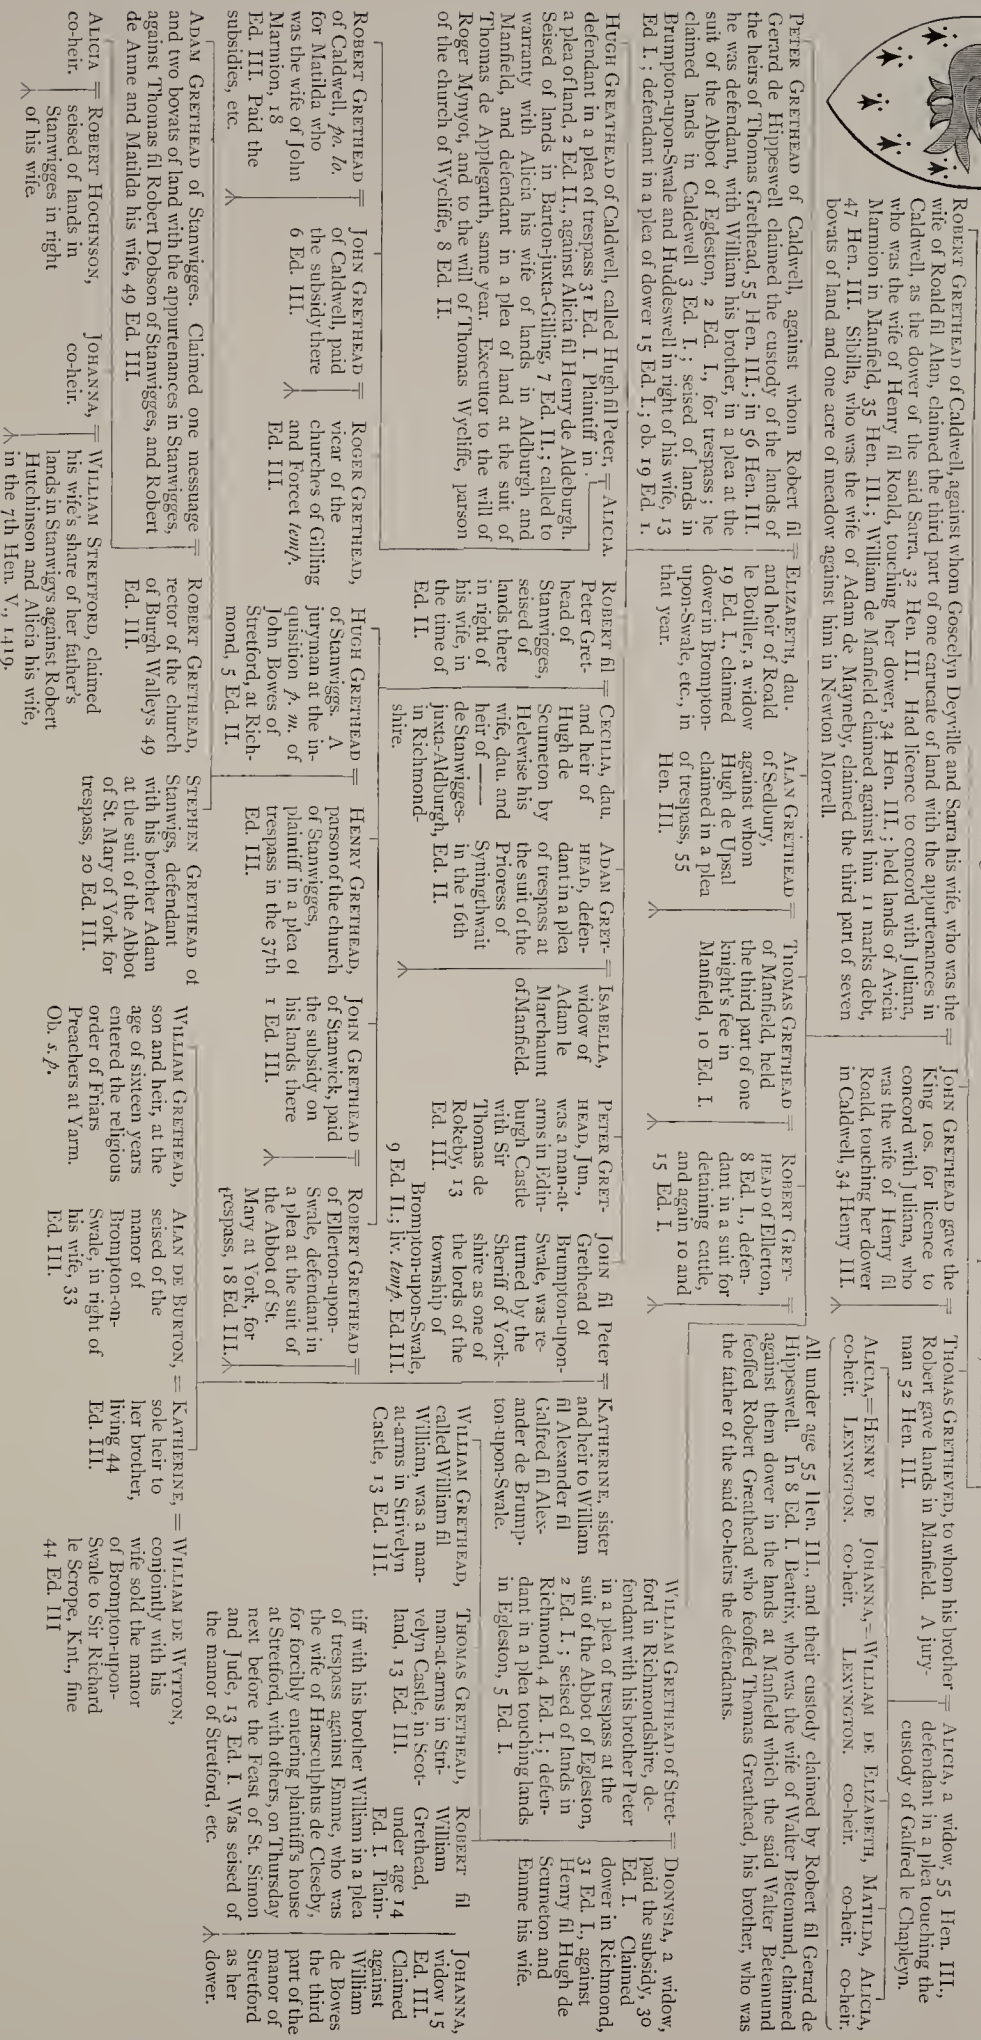 ROBERT GRETHEAD of Caldwell, against whom Goscelyn Deyville and Sarra his wife, who was the
wife of Roald fil Alan, claimed the third part of one carucate of land with the appurtenances in
Caldwell, as the dower of the said Sarra, 32 Hen. III. Had licence to concord with Juliana,
who was the wife of Henry fil Roald, touching her dower, 34 Hen. III.; held lands of Avicia
Marmion in Manfield, 35 Hen. III.; William de Manfield claimed against him 11 marks debt,
47 Hen. III. Sibilla, who was the wife of Adam de Mayneby, claimed the third part of seven
bovats of land and one acre of meadow against him in Newton Morrell.
JOHN GRETHEAD gave the
King 10s. for licence to
concord with Juliana, who
was the wife of Henry fil
Roald, touching her dower
in Caldwell, 34 Henry III.
THOMAS GRETHEVED, to whom his brother
Robert gave lands in Manfield. A jury-
man 52 Hen. III.
ALICIA, a widow, 55 Hen. III.,
defendant in a plea touching the
custody of Galfred le Chapleyn.
ALICIA, = HENRY DE
co-heir. LEXYNGTON.
JOHANNA, = WILLIAM DE
co-heir. LEXYNGTON.
ELIZABETH,
co-heir.
MATILDA,
co-heir.
ALICIA,
co-heir.
All under age 55 Hen. III., and their custody claimed by Robert fil Gerard de
Hippeswell. In 8 Ed. I. Beatrix, who was the wife of Walter Betemund, claimed
against them dower in the lands at Manfield which the said Walter Betemund
feoffed Robert Greathead who feoffed Thomas Greathead, his brother, who was
the father of the said co-heirs the defendants.
PETER GRETHEAD of Caldwell, against whom Robert fil
Gerard de Hippeswell claimed the custody of the lands of
the heirs of Thomas Grethead, 55 Hen. III.; in 56 Hen. III.
he was defendant, with William his brother, in a plea at the
suit of the Abbot of Egleston, 2 Ed. I., for trespass; he
claimed lands in Caldewell 3 Ed. I.; seised of lands in
Brumpton-upon-Swale and Huddeswell in right of his wife, 13
Ed I.; defendant in a plea of dower 15 Ed. I.; ob. 19 Ed. I.
ELIZABETH, dau.
and heir of Roald
le Botiller, a widow
19 Ed. I., claimed
dower in Brompton-
upon-Swale, etc., in
that year.
ALAN GRETHEAD
of Sedbury,
against whom
Hugh de Upsal
claimed in a plea
of trespass, 55
Hen. III.
THOMAS GRETHEAD
of Manfield, held
the third part of one
knight's fee in
Manfield, 10 Ed. I.
ROBERT GRET-
HEAD of Ellerton,
8 Ed. I., defen-
dant in a suit for
detaining cattle,
and again 10 and
15 Ed. I.
WILLIAM GRETHEAD of Stret-
ford in Richmondshire, de-
fendant with his brother Peter
in a plea of trespass at the
suit of the Abbot of Egleston,
2 Ed. I.; seised of lands in
Richmond, 4 Ed. I.; defen-
dant in a plea touching lands
in Egleston, 5 Ed. I.
DIONYSIA, a widow,
paid the subsidy, 30
Ed. I. Claimed
dower in Richmond,
31 Ed. I., against
Henry fil Hugh de
Scurneton and
Emme his wife.
HUGH GREATHEAD of Caldwell, called Hugh fil Peter,
defendant in a plea of trespass 31 Ed. I. Plaintiff in
a plea of land, 2 Ed. II., against Alicia fil Henry de Aldeburgh.
Seised of lands in Barton-juxta-Gilling, 7 Ed. II.; called to
warranty with Alicia his wife of lands in Aldburgh and
Manfield, and defendant in a plea of land at the suit of
Thomas de Applegarth, same year. Executor to the will of
Roger Mynyot, and to the will of Thomas Wycliffe, parson
of the church of Wycliffe, 8 Ed. II.
ALICIA.
ROBERT fil
Peter Gret-
head of
Stanwigges,
seised of
lands there
in right of
his wife, in
the time of
Ed. II.
CECILIA, dau.
and heir of
Hugh de
Scurneton by
Helewise his
wife, dau. and
heir of ——
de Stanwigges-
juxta-Aldburgh,
in Richmond-
shire.
ADAM GRET-
HEAD, defen-
dant in a plea
of trespass at
the suit of the
Prioress of
Syningthwait
in the 16th
Ed. II.
ISABELLA,
widow of
Adam le
Marchaunt
of Manfield.
PETER GRET-
HEAD, Jun.,
was a man-at-
arms in Edin-
burgh Castle
with Sir
Thomas de
Rokeby, 13
Ed. III.
JOHN fil Peter
Grethead of
Brumpton-upon-
Swale, was re-
turned by the
Sheriff of York-
shire as one of
the lords of the
township of
Brompton-upon-Swale,
9 Ed. II.; liv. temp. Ed. III.
KATHERINE, sister
and heir to William
fil Alexander fil
Galfred fil Alex-
ander de Brump-
ton-upon-Swale.
WILLIAM GRETHEAD,
called William fil
William, was a man-
at-arms in Strivelyn
Castle, 13 Ed. III.
THOMAS GRETHEAD,
man-at-arms in Stri-
velyn Castle, in Scot-
land, 13 Ed. III.
ROBERT fil
William
Grethead,
under age 14
Ed. I. Plain-
tiff with his brother William in a plea
of trespass against Emme, who was
the wife of Harsculphus de Cleseby,
for forcibly entering plaintiff's house
at Stretford, with others, on Thursday
next before the Feast of St. Simon
and Jude, 13 Ed. I. Was seised of
the manor of Stretford, etc.
JOHANNA,
widow 15
Ed. III.
Claimed
against
William
de Bowes
the third
part of the
manor of
Stretford
as her
dower.
ROBERT GRETHEAD
of Caldwell, po. lo.
for Matilda who
was the wife of John
Marmion, 18
Ed. III. Paid the
subsidies, etc.
JOHN GRETHEAD
of Caldwell, paid
the subsidy there
6 Ed. III.
ROGER GRETHEAD,
vicar of the
churches of Gilling
and Forcet temp.
Ed. III.
HUGH GRETHEAD
of Stanwiggs. A
juryman at the in-
quisition p. m. of
John Bowes of
Stretford, at Rich-
mond, 5 Ed. II.
HENRY GRETHEAD,
parson of the church
of Stanwigges,
plaintiff in a plea of
trespass in the 37th
Ed. III.
JOHN GRETHEAD
of Stanwick, paid
the subsidy on
his lands there
1 Ed. III.
ROBERT GRETHEAD
of Ellerton-upon-
Swale, defendant in
a plea at the suit of
the Abbot of St.
Mary at York, for
trespass, 18 Ed. III.
ADAM GRETHEAD of Stanwigges. Claimed one message
and two bovats of land with the appurtenances in Stanwigges,
against Thomas fil Robert Dobson of Stanwigges, and Robert
de Anne and Matilda his wife, 49 Ed. III.
ROBERT GRETHEAD,
rector of the church
of Burgh Walleys 49
Ed. III.
STEPHEN GRETHEAD of
Stanwigs, defendant
with his brother Adam
at the suit of the Abbot
of St. Mary of York for
trespass, 20 Ed. III.
WILLIAM GRETHEAD,
son and heir, at the
age of sixteen years
entered the religious
order of Friars
Preachers at Yarm.
Ob. s. p.
ALAN DE BURTON, =
seised of the
manor of
Brompton-on-
Swale, in right of
his wife, 33
Ed. III.
KATHERINE, =
sole heir to
her brother,
living 44
Ed. III.
WILLIAM DE WYTTON,
conjointly with his
wife sold the manor
of Brompton-upon-
Swale to Sir Richard
le Scrope, Knt., fine
44 Ed. III
ALICIA
co-heir.
ROBERT HOCHNSON,
seised of lands in
Stanwigges in right
of his wife.
JOHANNA,
co-heir.
WILLIAM STRETFORD, claimed
his wife's share of her father's
lands in Stanwigys against Robert
Hutchinson and Alicia his wife,
in the 7th Hen. V., 1419.